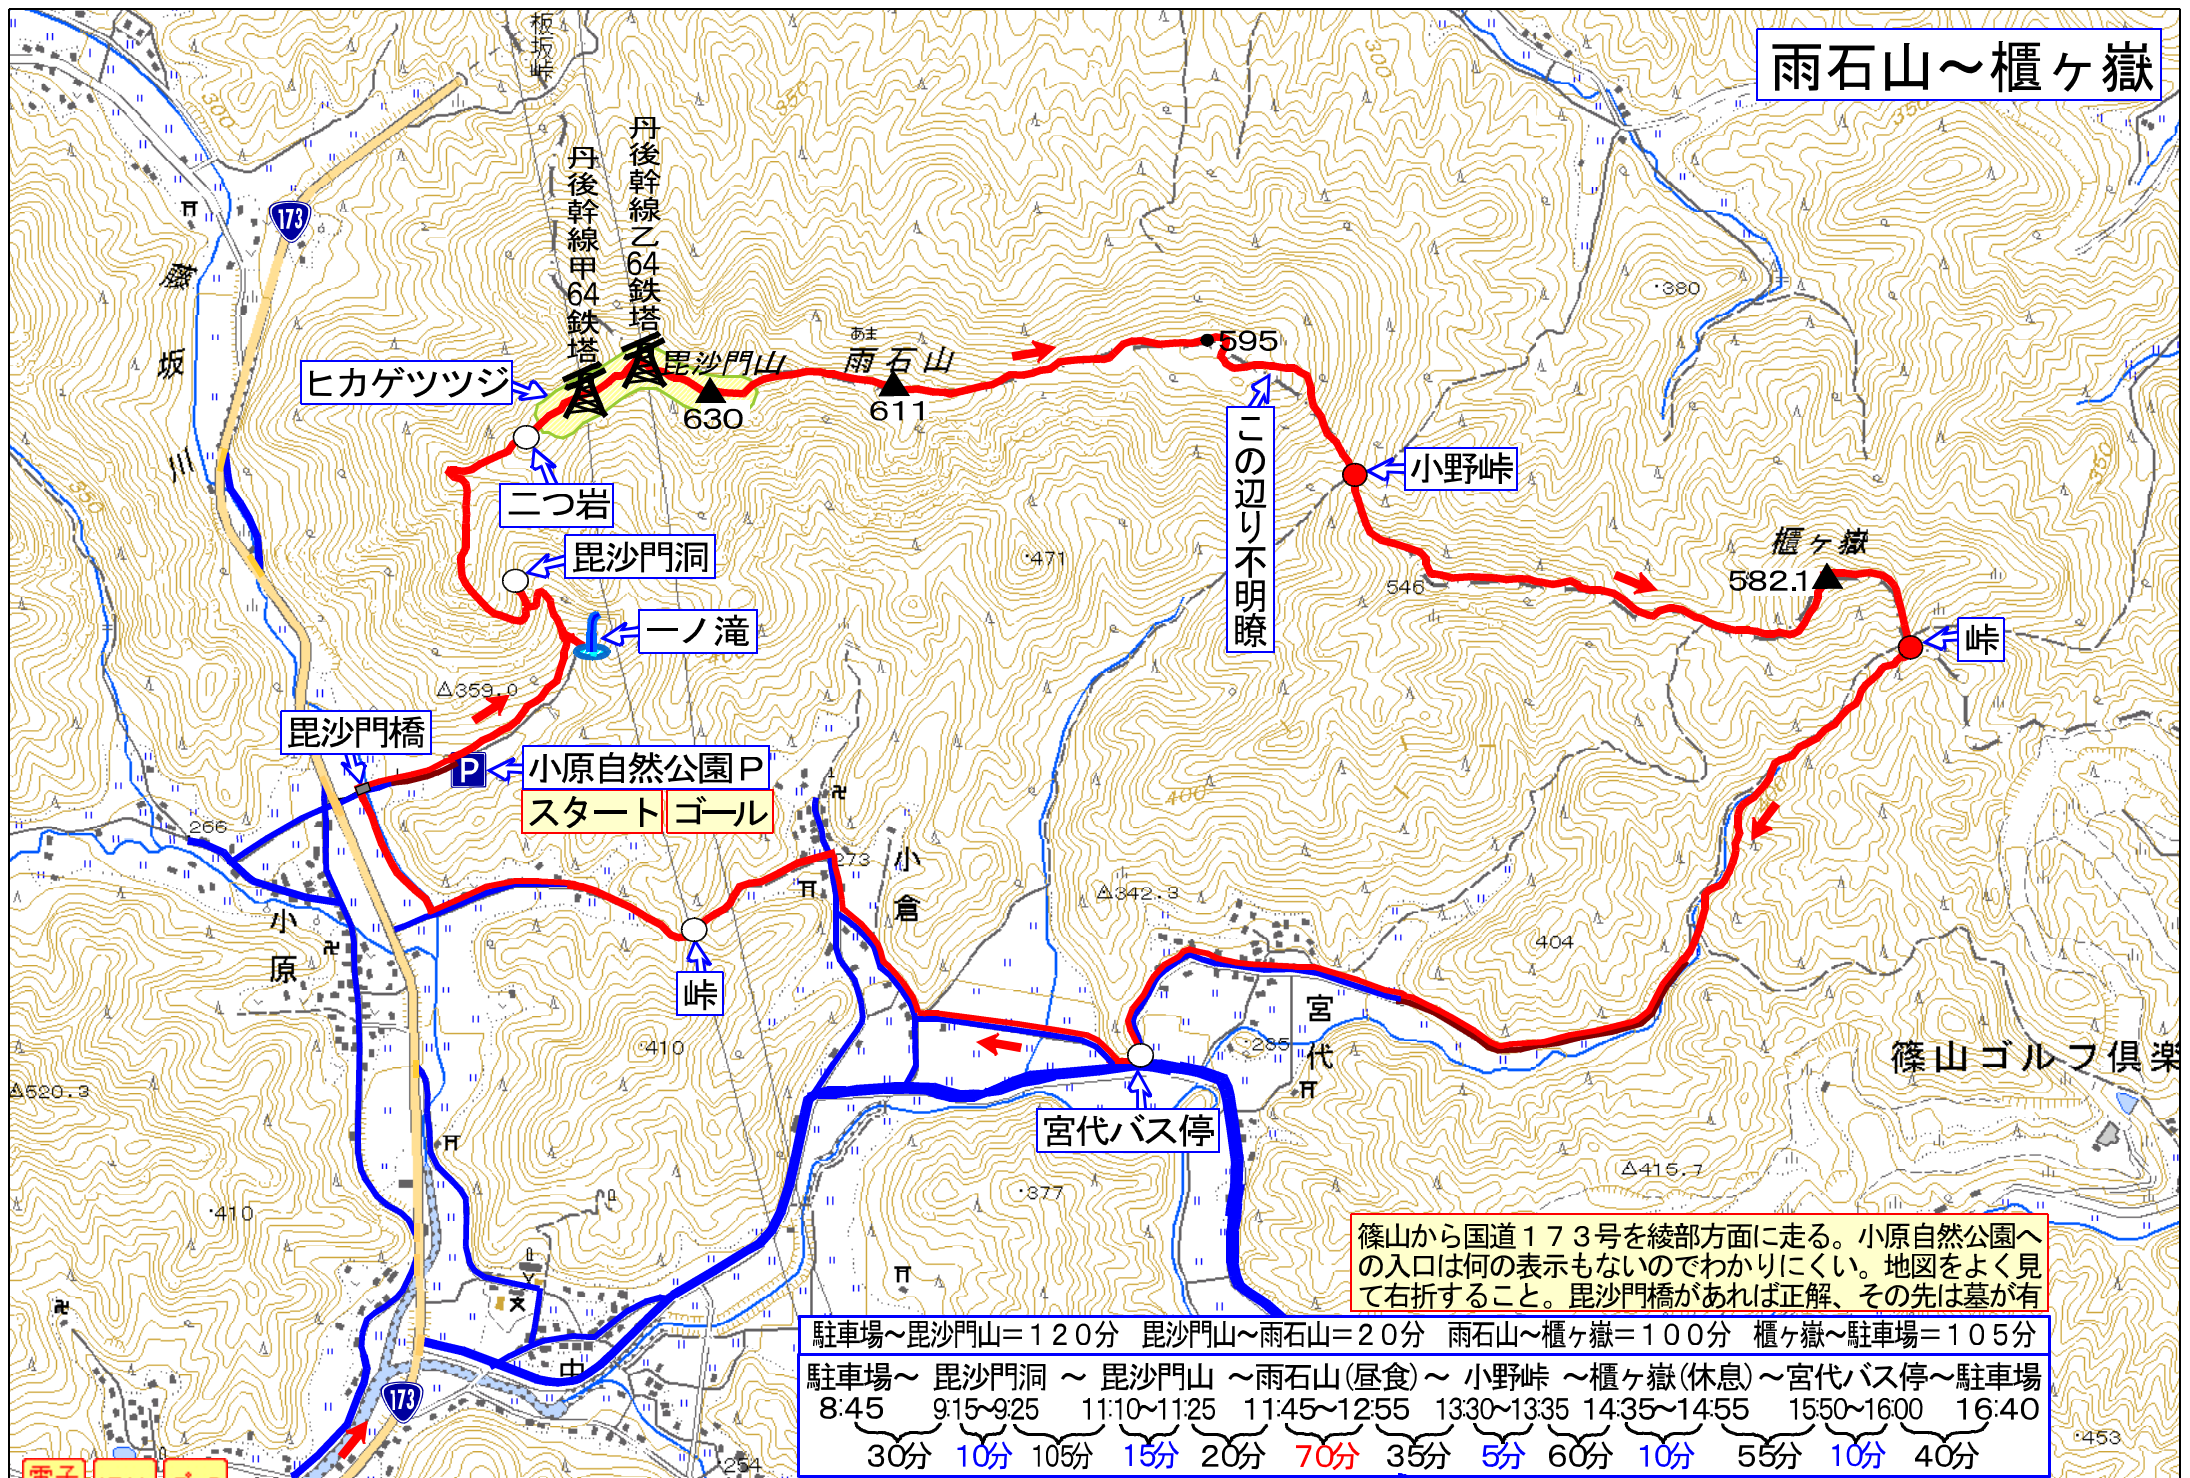 雨石山～櫃ヶ嶽
板坂峠
300
300
350
350
173
藤坂川
丹後幹線甲64鉄塔
丹後幹線乙64鉄塔
ヒカゲツツジ
毘沙門山
630
あま
雨石山
611
595
この辺り不明瞭
小野峠
二つ岩
毘沙門洞
一ノ滝
・380
350
350
・471
546
櫃ヶ嶽
582.1
峠
△359.0
400
毘沙門橋
P
小原自然公園P
スタート
ゴール
266
小原
273
小倉
峠
400
△342.3
404
宮代
285
宮代バス停
篠山ゴルフ倶楽
・410
△520.3
・410
・377
△415.7
中
173
254
・453
篠山から国道１７３号を綾部方面に走る。小原自然公園へ
の入口は何の表示もないのでわかりにくい。地図をよく見
て右折すること。毘沙門橋があれば正解、その先は墓が有
駐車場～毘沙門山＝１２０分　毘沙門山～雨石山＝２０分　雨石山～櫃ヶ嶽＝１００分　櫃ヶ嶽～駐車場＝１０５分
駐車場～ 毘沙門洞 ～ 毘沙門山 ～雨石山(昼食)～ 小野峠 ～櫃ヶ嶽(休息)～宮代バス停～駐車場
8:45 9:15～9:25 11:10～11:25 11:45～12:55 13:30～13:35 14:35～14:55 15:50～16:00 16:40
30分 10分 105分 15分 20分 70分 35分 5分 60分 10分 55分 10分 40分